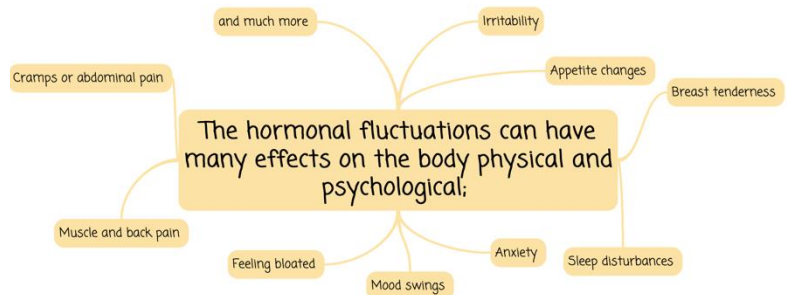 and much more
Irritability
Appetite changes
Cramps or abdominal pain
Breast tenderness
The hormonal fluctuations can have
many effects on the body physical and
psychological;
Muscle and back pain
Anxiety
Feeling bloated
Sleep disturbances
Mood swings